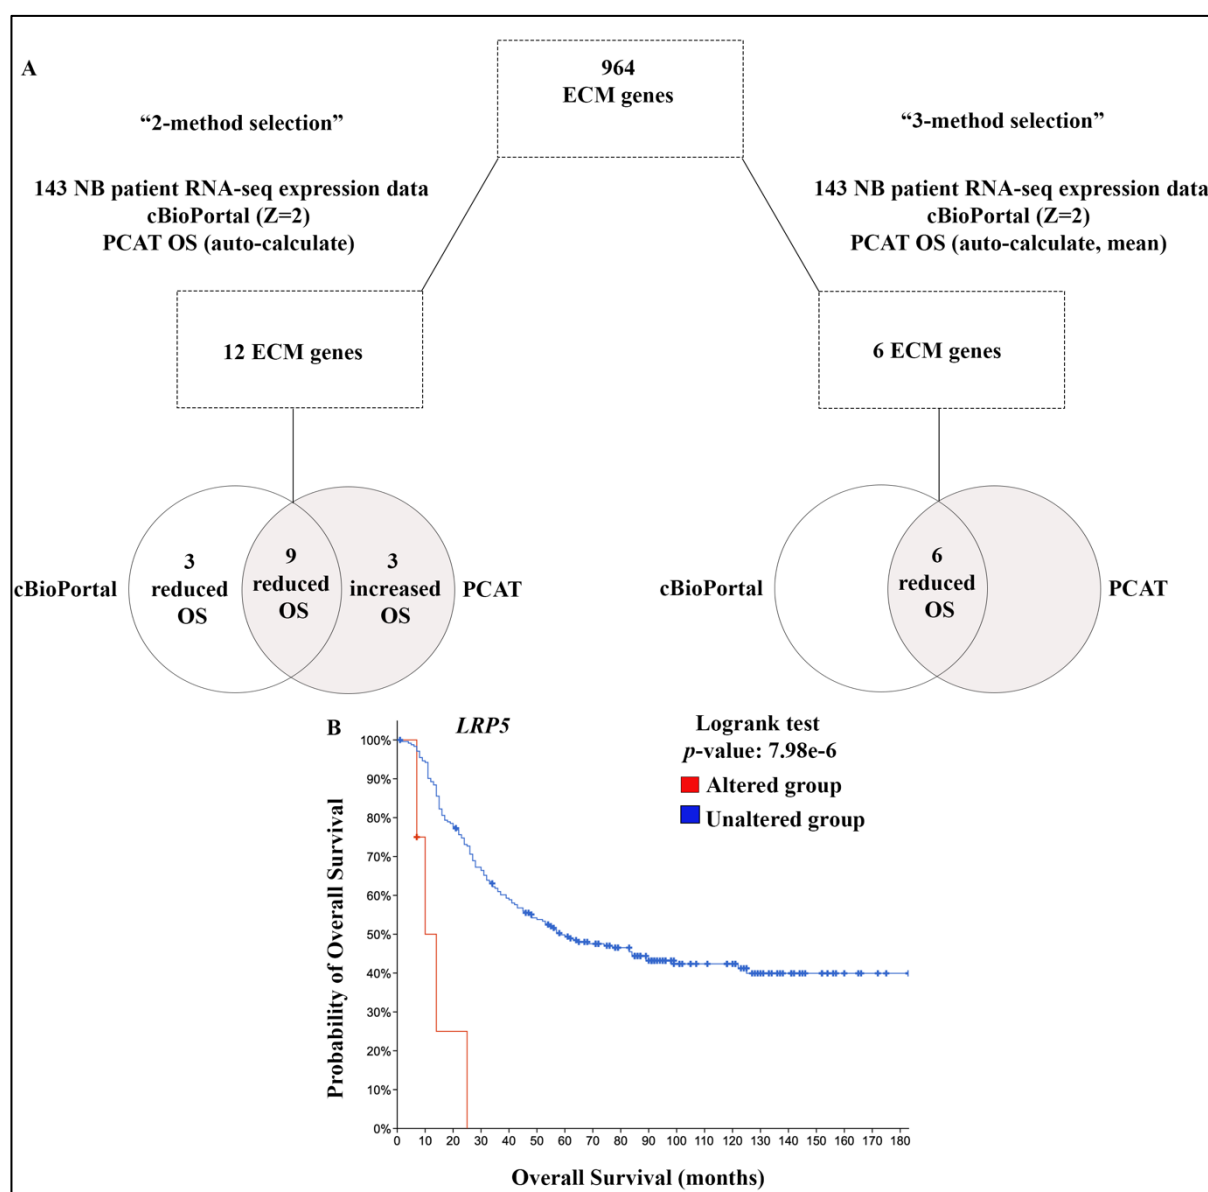 A
964
ECM genes
“2-method selection”
143 NB patient RNA-seq expression data
cBioPortal (Z=2)
PCAT OS (auto-calculate)
“3-method selection”
143 NB patient RNA-seq expression data
cBioPortal (Z=2)
PCAT OS (auto-calculate, mean)
12 ECM genes
6 ECM genes
cBioPortal
3
reduced
OS
9
reduced
OS
3
increased
OS
PCAT
cBioPortal
6
reduced
OS
PCAT
B
LRP5
Logrank test
p-value: 7.98e-6
Altered group
Unaltered group
Probability of Overall Survival
100%
90%
80%
70%
60%
50%
40%
30%
20%
10%
0%
0 10 20 30 40 50 60 70 80 90 100 110 120 130 140 150 160 170 180
Overall Survival (months)